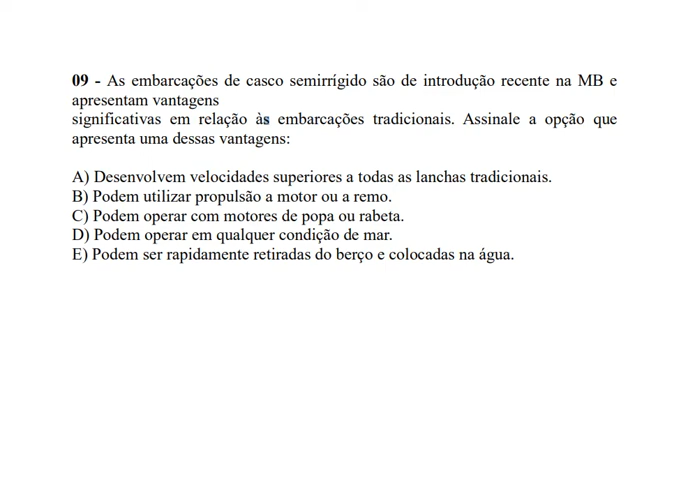 09 - As embarcações de casco semirrígido são de introdução recente na MB e
apresentam vantagens
significativas em relação às embarcações tradicionais. Assinale a opção que
apresenta uma dessas vantagens:
A) Desenvolvem velocidades superiores a todas as lanchas tradicionais.
B) Podem utilizar propulsão a motor ou a remo.
C) Podem operar com motores de popa ou rabeta.
D) Podem operar em qualquer condição de mar.
E) Podem ser rapidamente retiradas do berço e colocadas na água.